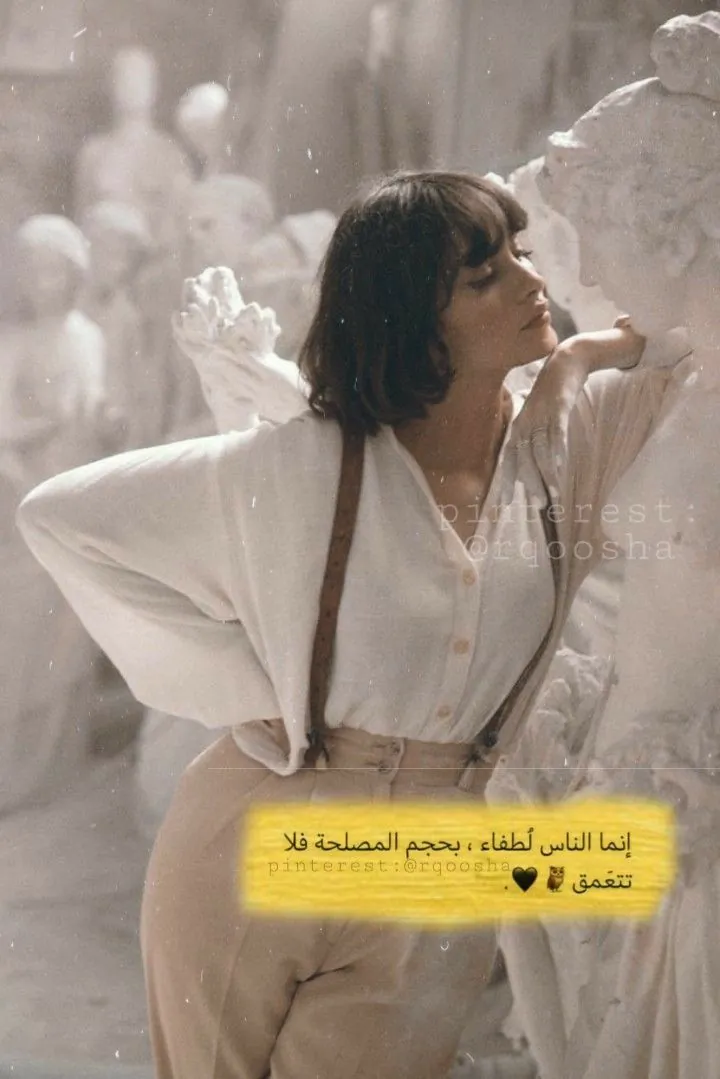 pinterest:
@rqoosha
إنما الناس لُطفاء ، بحجم المصلحة فلا
pinterest:@rqoosha
تتعَمق 🦉🖤.